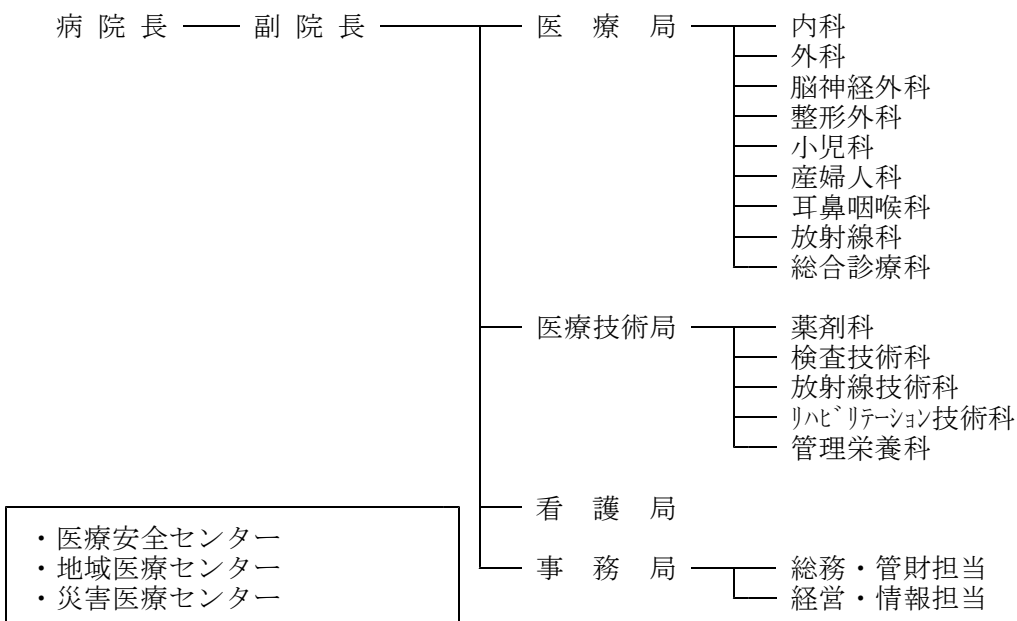 病院長 副院長 医療局 内科
外科
脳神経外科
整形外科
小児科
産婦人科
耳鼻咽喉科
放射線科
総合診療科
医療技術局 薬剤科
検査技術科
放射線技術科
ﾘﾊﾋﾞﾘﾃｰｼｮﾝ技術科
管理栄養科
看護局
事務局 総務・管財担当
経営・情報担当
・医療安全センター
・地域医療センター
・災害医療センター